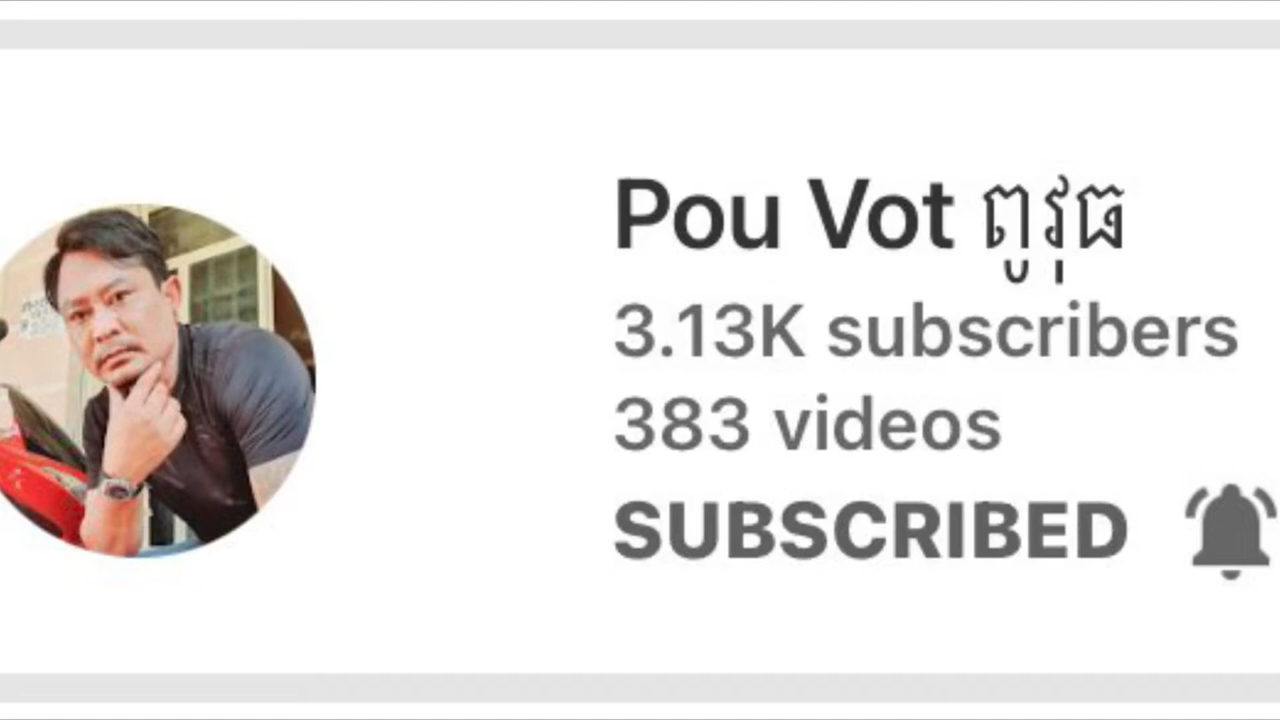 Pou Vot ពូវុធ
3.13K subscribers
383 videos
SUBSCRIBED